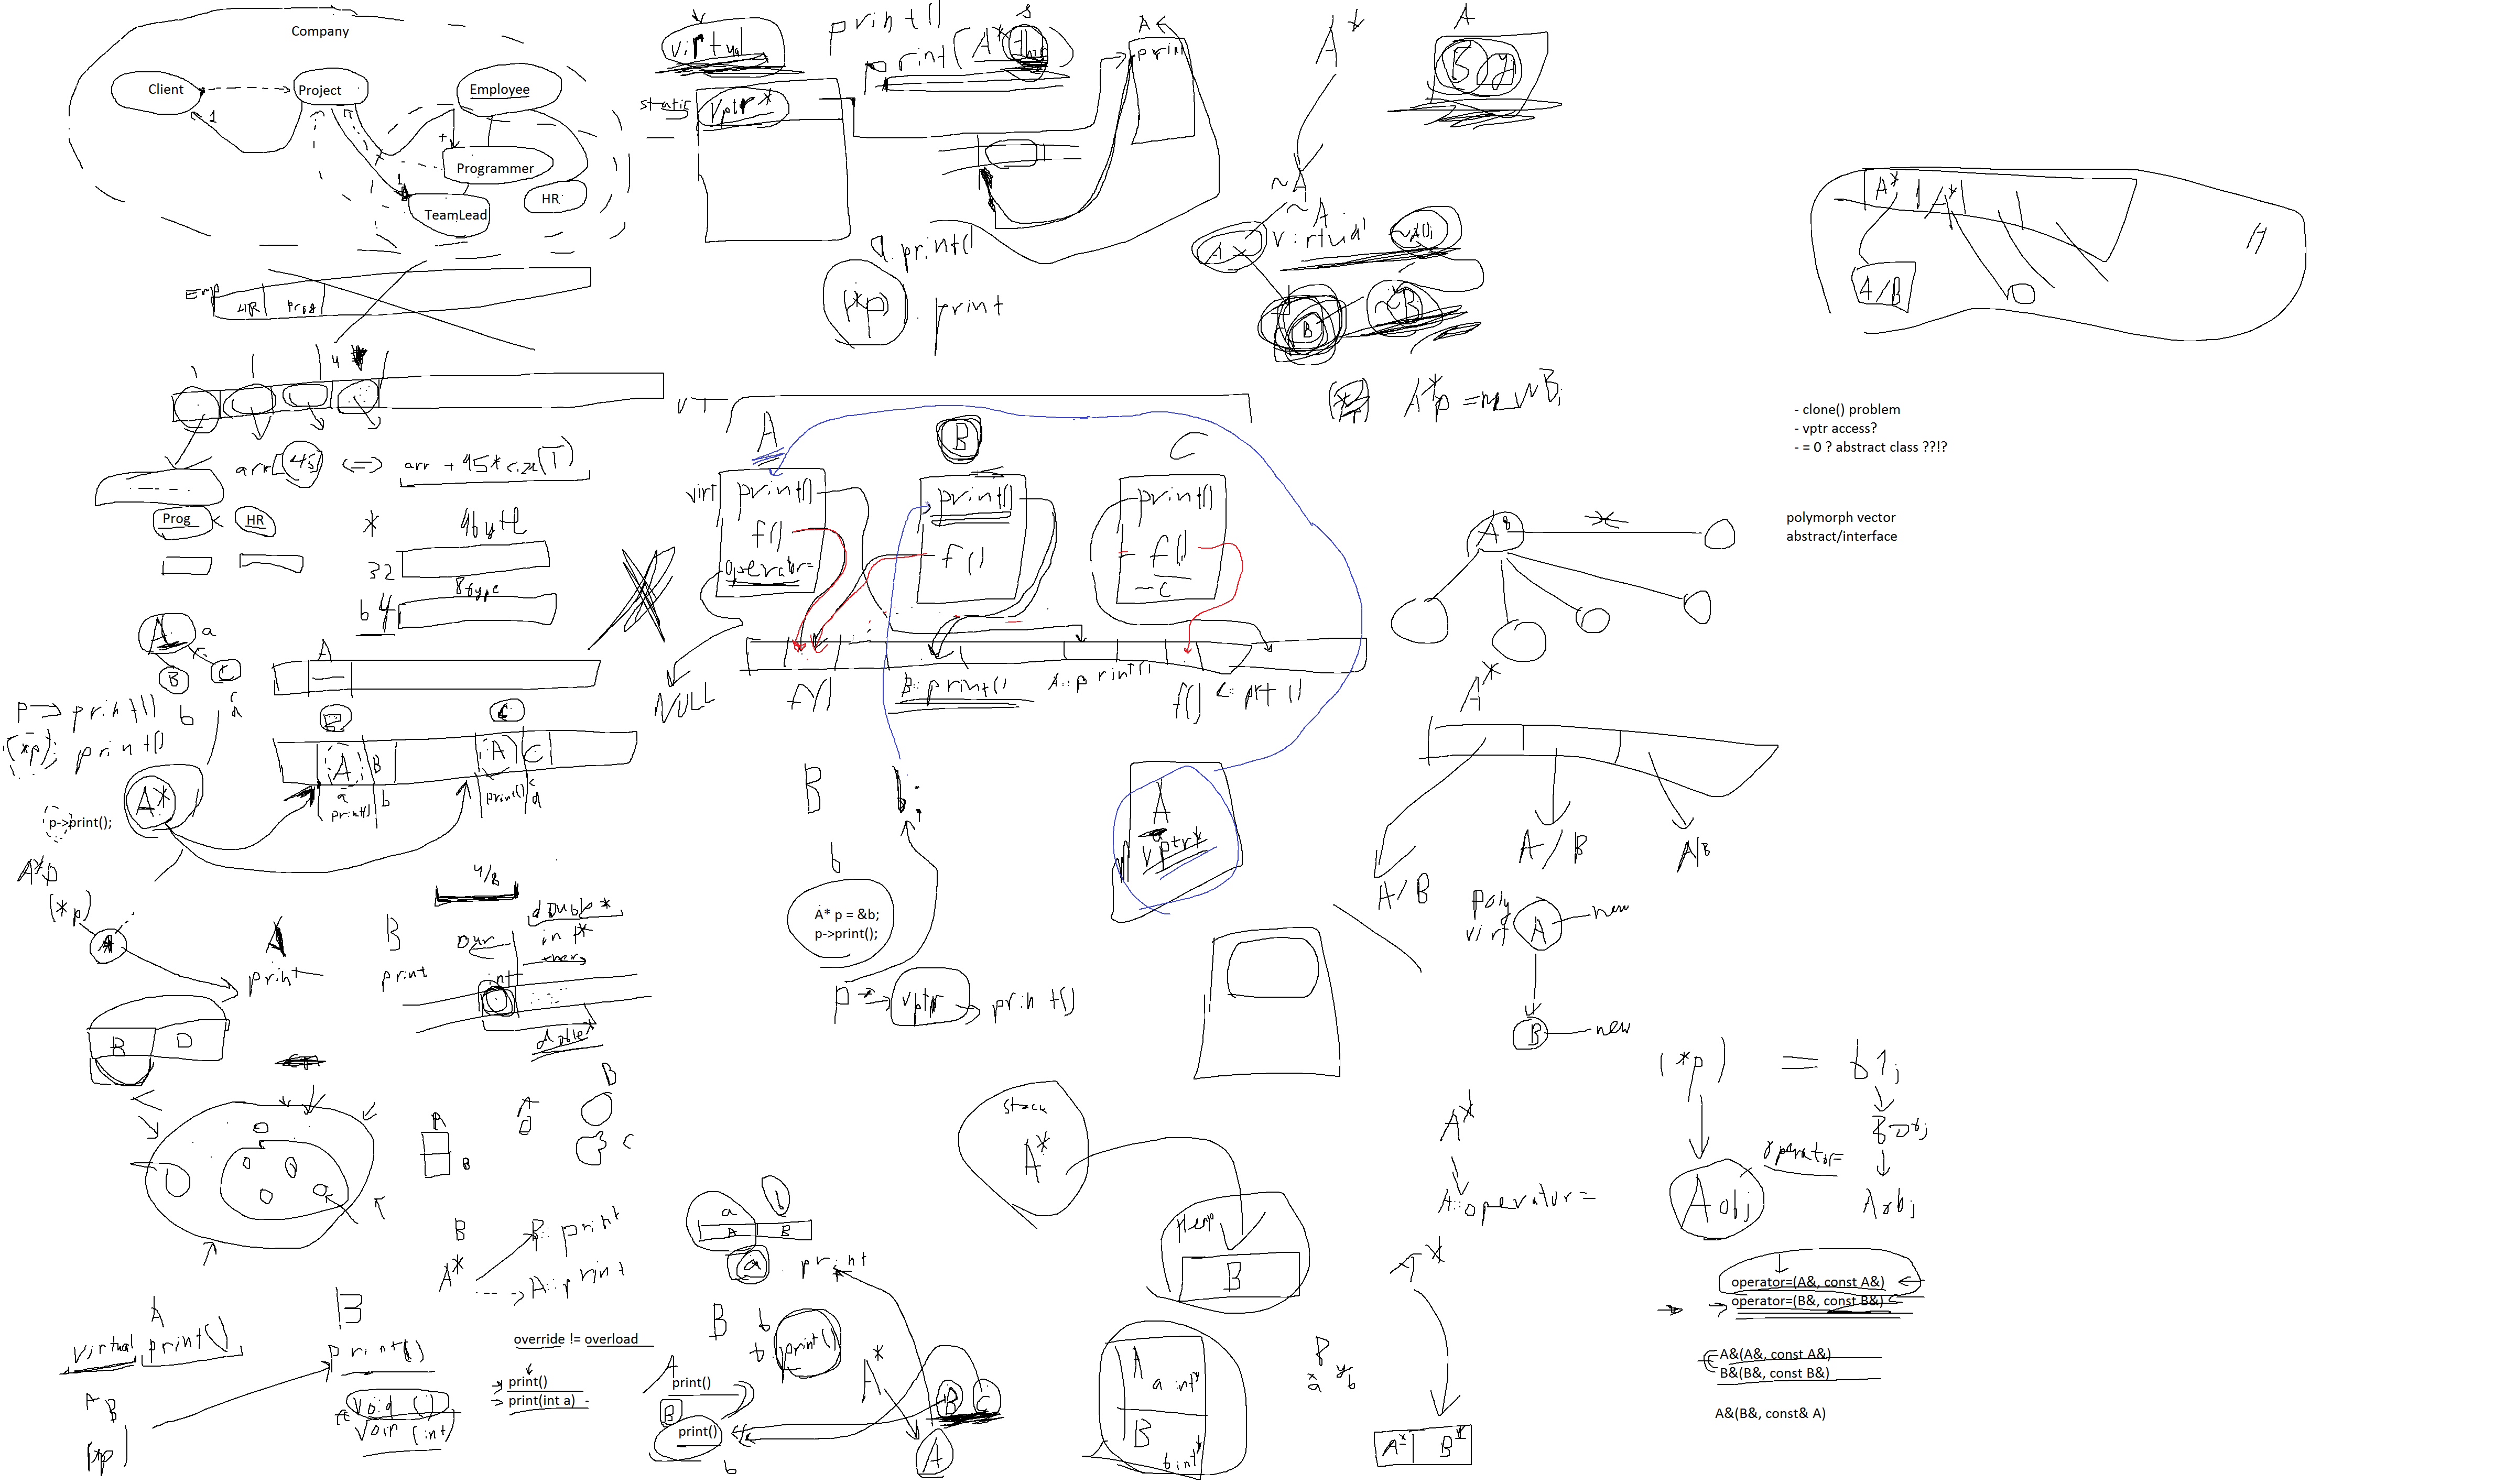 Company
Client
Project
Employee
1
+
Programmer
1
HR
TeamLead
Emp
HR
Prog
4
arr[45] <=> arr + 45*size(T)
Prog < HR
* 4byte
32
64
A a
B
C
A
p -> print()
b
(*p). print()
A B
A C
a
print()
b
print()
A*
p->print();
A*p
(*p)
A
print
B
print
4/8
double*
int*
our
int
B D
A
B
A
B
C
B
A*
B:: print
A:: print
A
virtual print()
B
print()
void ()
void (int)
A B
(*p)
override != overload
print()
print(int a)
virtual
static
vptr *
print()
print(A* this)
A
print
a.print()
(*p). print
VT
A
virt
print()
f()
operator=
B
print()
f()
C
print()
f()
NULL
f()
B::print()
A::print()
f()
B b;
b
A* p = &b;
p->print();
p -> vptr -> print()
A
vptr*
stack
A*
heap
B
a
b
A B
a . print
B b
b . print()
A
print()
B
print()
b
A*
B C
A
A
a int*
B
b int*
A*
~A
~A
virtual ~A();
A
B
~B
A* p = new B;
A
B
A*
A*
A/B
- clone() problem
- vptr access?
- = 0 ? abstract class ??!?
polymorph vector
abstract/interface
A*
A/B
A/B
poly
virt
A
new
B
new
(*p) = b1;
A*
A::operator=
A obj
operator=
B obj
A obj
A*
A* | B*
operator=(A&, const A&)
operator=(B&, const B&)
A&(A&, const A&)
B&(B&, const B&)
A&(B&, const& A)